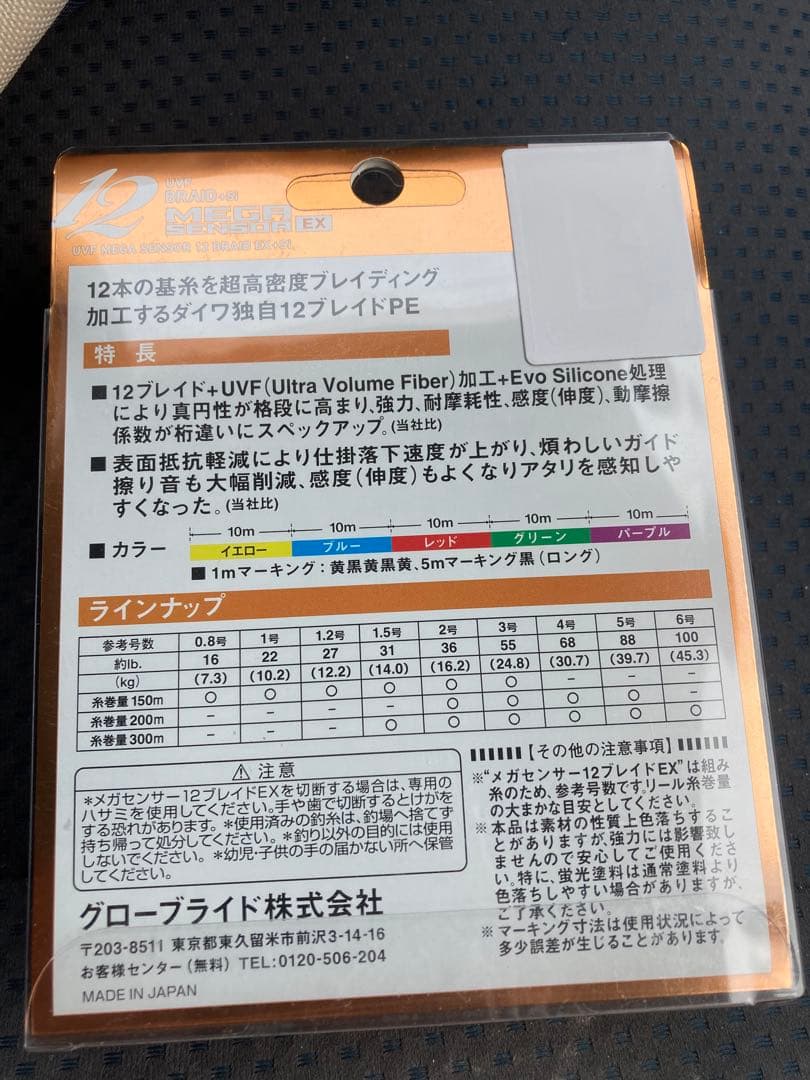 12 UVF
BRAID+Si
MEGA
SENSOR EX
UVF MEGA SENSOR 12 BRAID EX+Si
12本の基糸を超高密度ブレイディング
加工するダイワ独自12ブレイドPE
特 長
■ 12ブレイド+UVF(Ultra Volume Fiber)加工+Evo Silicone処理
により真円性が格段に高まり、強力、耐摩耗性、感度(伸度)、動摩擦
係数が桁違いにスペックアップ。(当社比)
■ 表面抵抗軽減により仕掛落下速度が上がり、煩わしいガイド
擦り音も大幅削減、感度(伸度)もよくなりアタリを感知しや
すくなった。(当社比)
10m 10m 10m 10m 10m
■ カラー イエロー ブルー レッド グリーン パープル
■ 1mマーキング:黄黒黄黒黄、5mマーキング黒(ロング)
ラインナップ
参考号数 0.8号 1号 1.2号 1.5号 2号 3号 4号 5号 6号
約lb. 16 22 27 31 36 55 68 88 100
(kg) (7.3) (10.2) (12.2) (14.0) (16.2) (24.8) (30.7) (39.7) (45.3)
糸巻量150m ○ ○ ○ ○ ○ ○ − − −
糸巻量200m − − − − ○ ○ ○ ○ −
糸巻量300m − − − ○ ○ ○ ○ ○ ○
⚠ 注意
*メガセンサー12ブレイドEXを切断する場合は、専用の
ハサミを使用してください。手や歯で切断するとけがを
する恐れがあります。*使用済みの釣糸は、釣場へ捨てず
持ち帰って処分してください。*釣り以外の目的には使用
しないでください。*幼児・子供の手の届かない所へ保管
してください。
【その他の注意事項】
※"メガセンサー12ブレイドEX"は組み
糸のため、参考号数です。リール糸巻量
の大まかな目安としてください。
※本品は素材の性質上色落ちするこ
とがありますが、強力には影響致し
ませんので安心してご使用くださ
い。特に、蛍光塗料は通常塗料より
色落ちしやすい場合がありますが、
ご了承ください。
※マーキング寸法は使用状況によって
多少誤差が生じることがあります。
グローブライド株式会社
〒203-8511 東京都東久留米市前沢3-14-16
お客様センター(無料) TEL:0120-506-204
MADE IN JAPAN